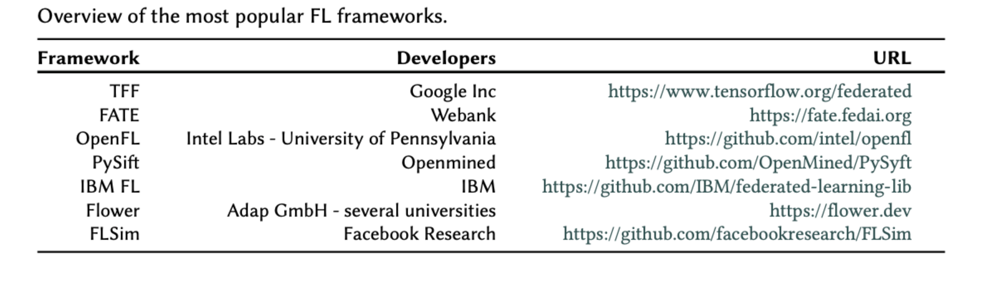 Overview of the most popular FL frameworks.
Framework Developers URL
TFF Google Inc https://www.tensorflow.org/federated
FATE Webank https://fate.fedai.org
OpenFL Intel Labs - University of Pennsylvania https://github.com/intel/openfl
PySift Openmined https://github.com/OpenMined/PySyft
IBM FL IBM https://github.com/IBM/federated-learning-lib
Flower Adap GmbH - several universities https://flower.dev
FLSim Facebook Research https://github.com/facebookresearch/FLSim